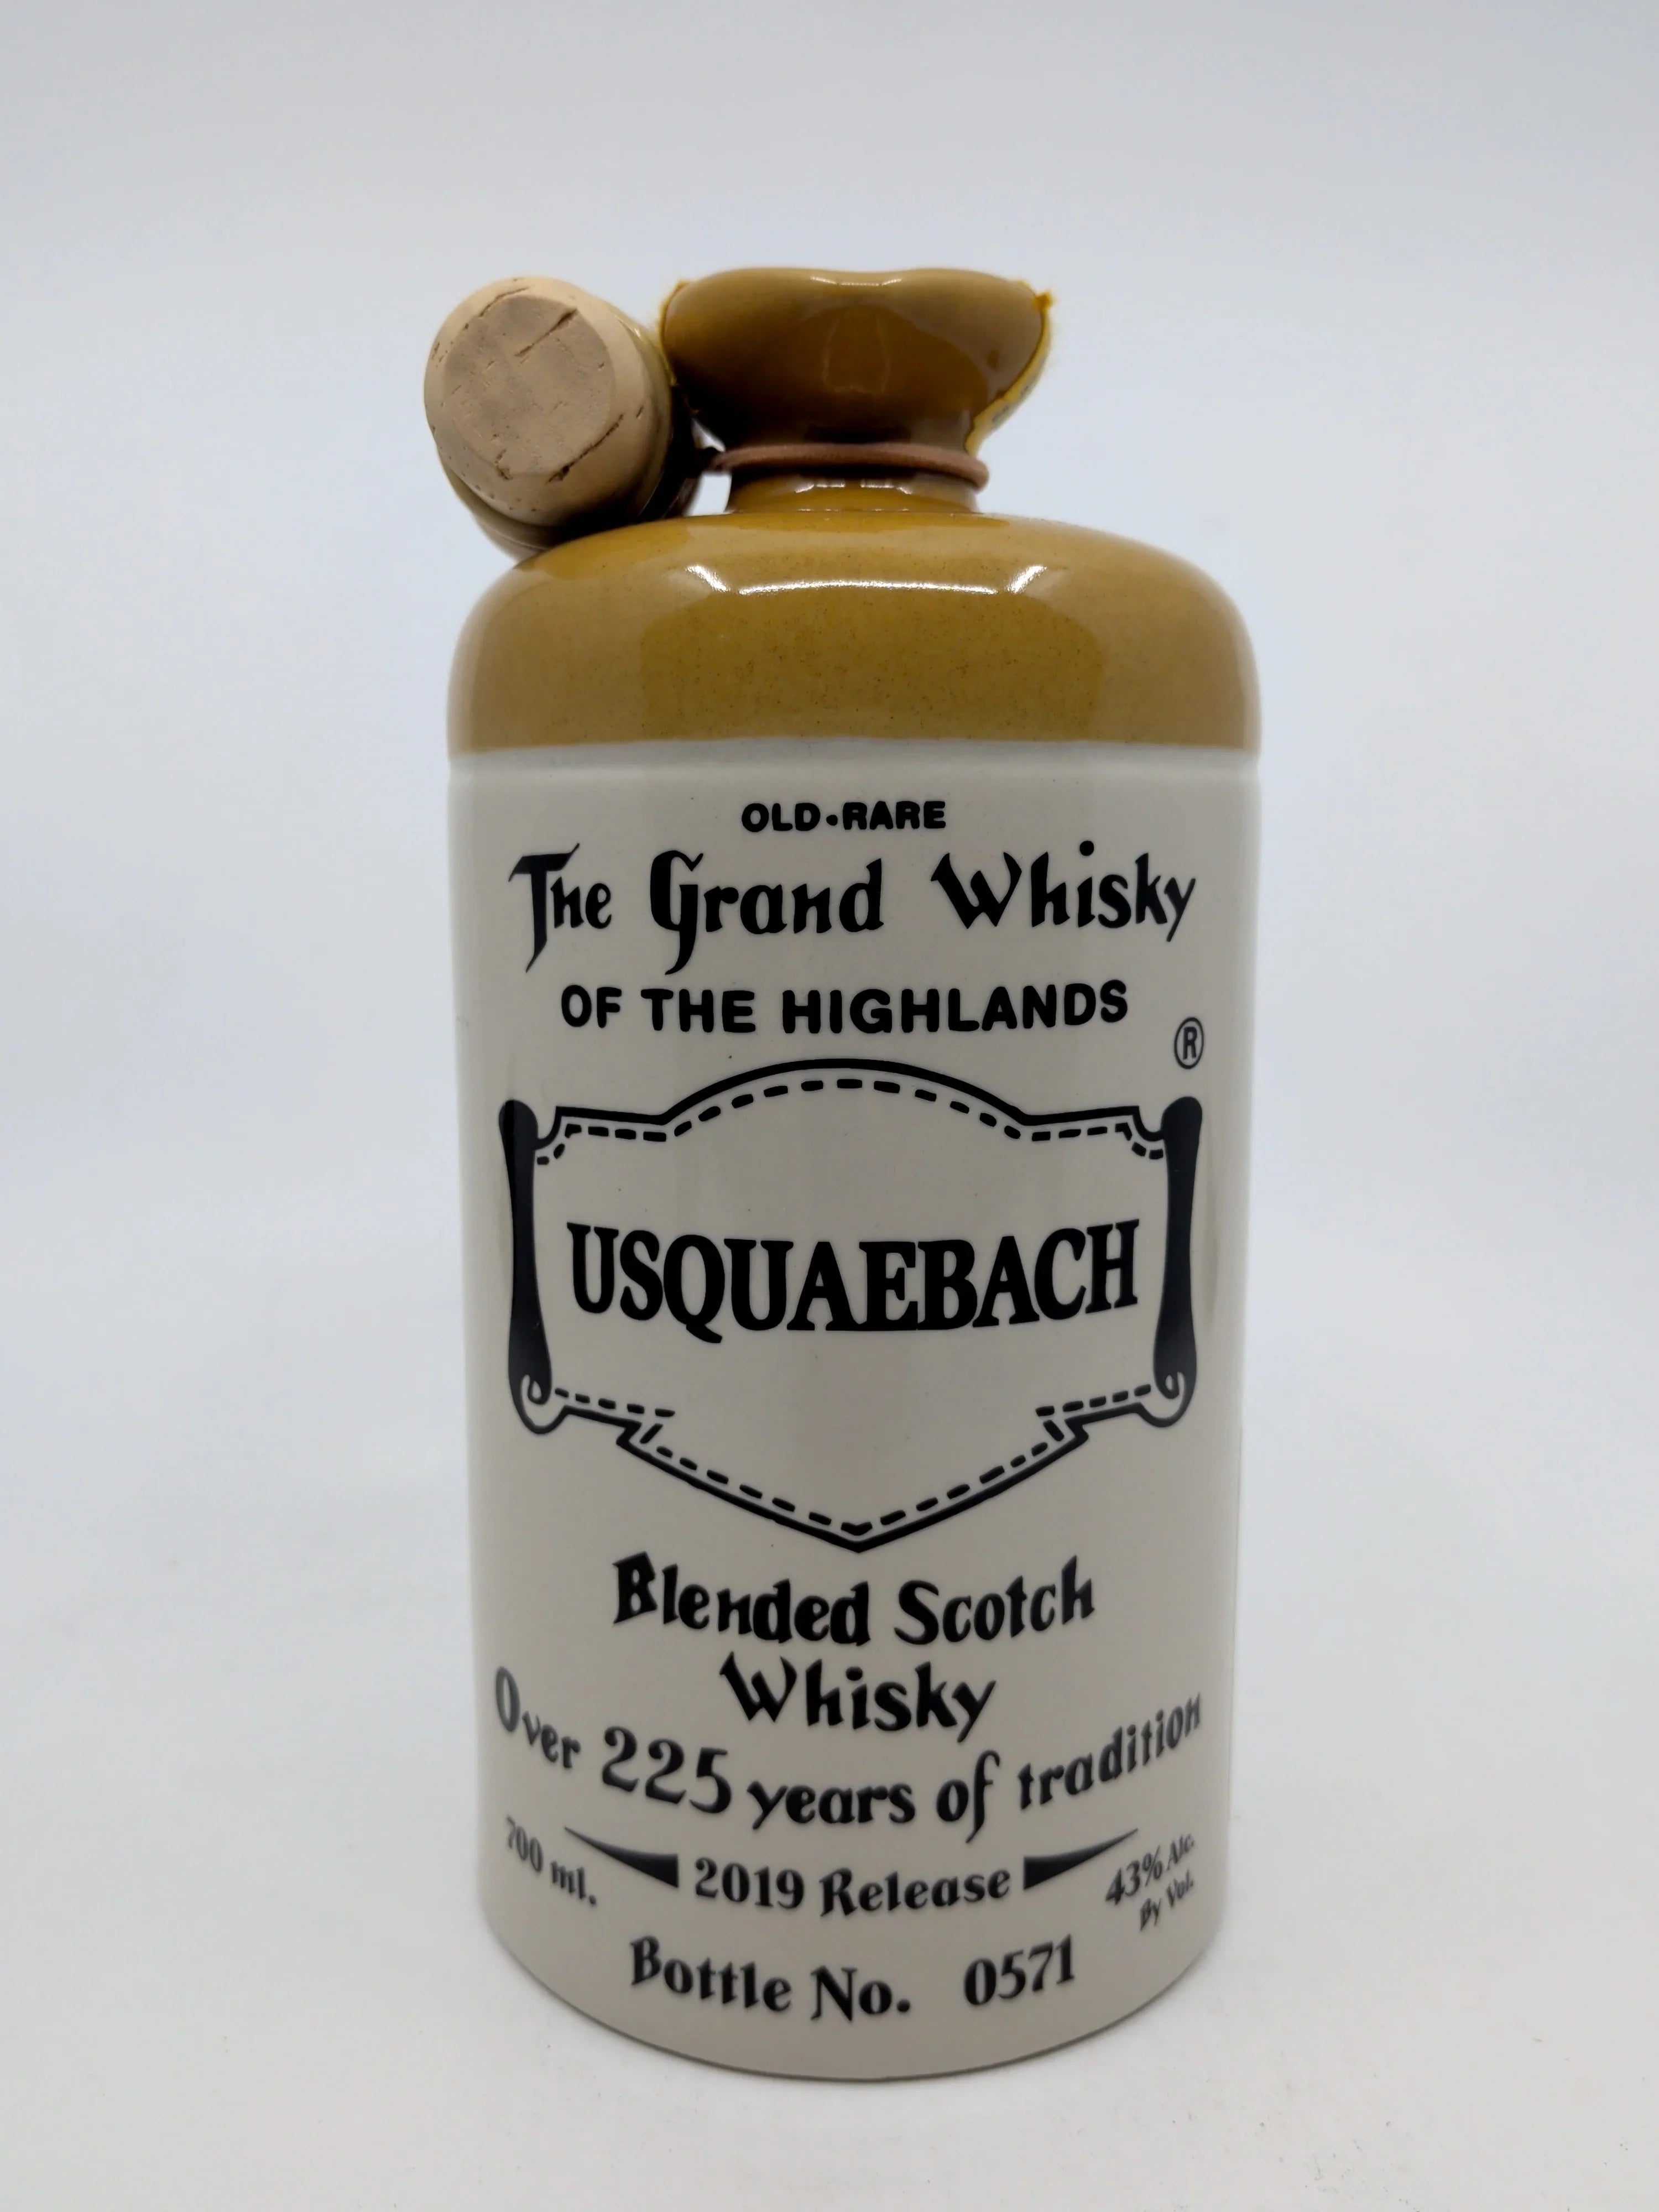 OLD·RARE
The Grand Whisky
OF THE HIGHLANDS
®
USQUAEBACH
Blended Scotch
Whisky
Over 225 years of tradition
700 ml.
2019 Release
43% Alc.
By Vol.
Bottle No. 0571